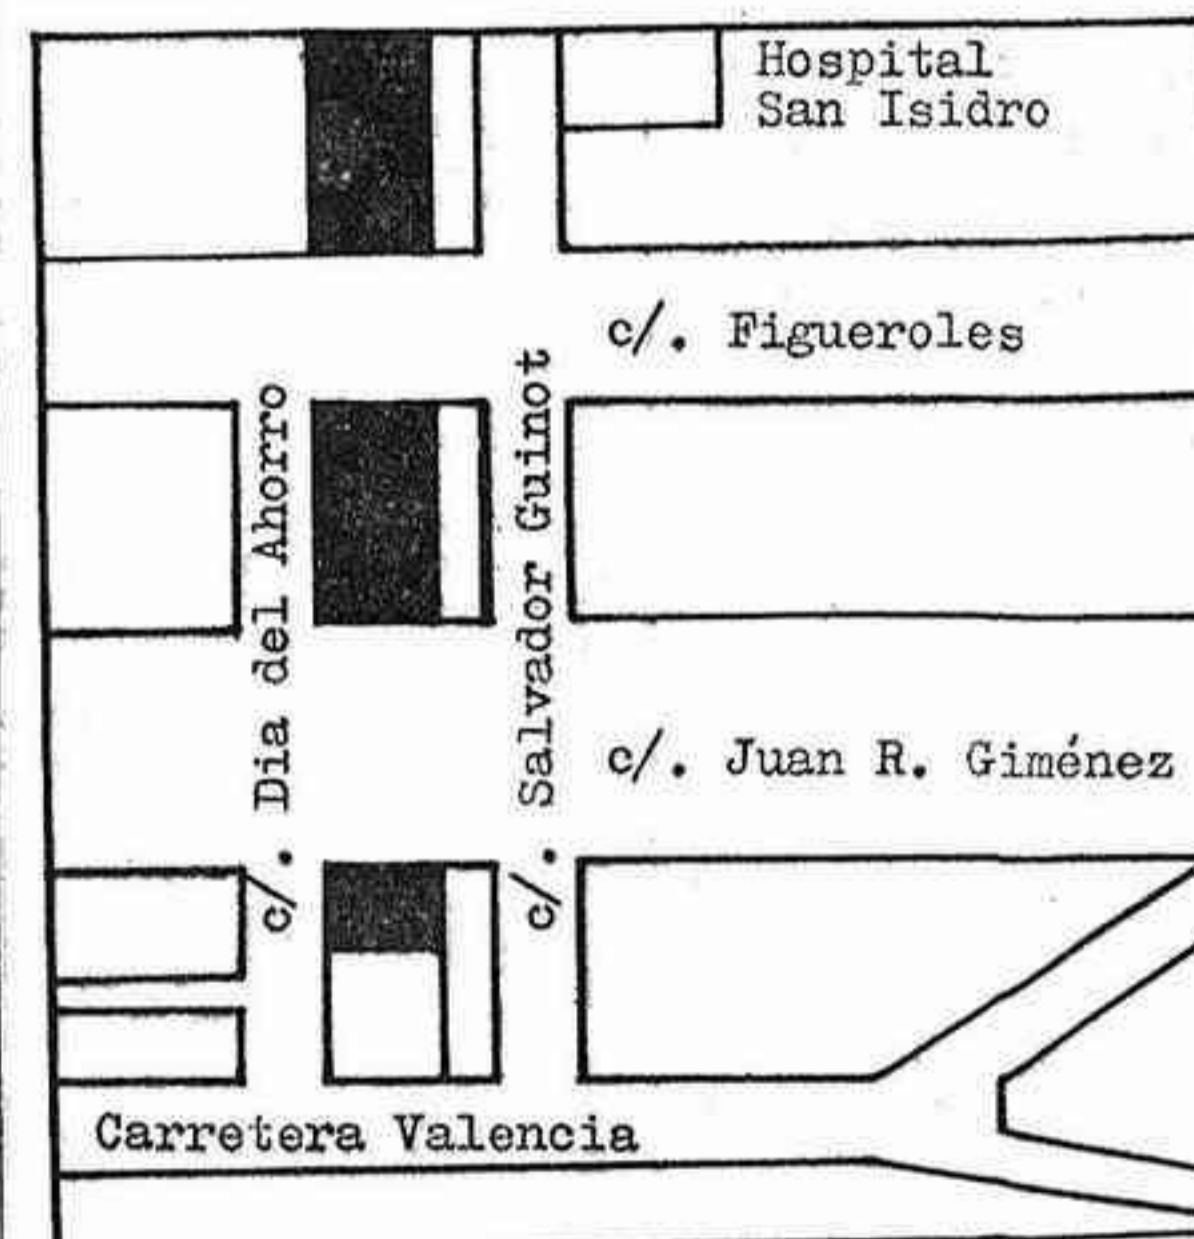 Hospital
San Isidro
c/. Figueroles
c/. Dia del Ahorro
c/. Salvador Guinot
c/. Juan R. Giménez
Carretera Valencia